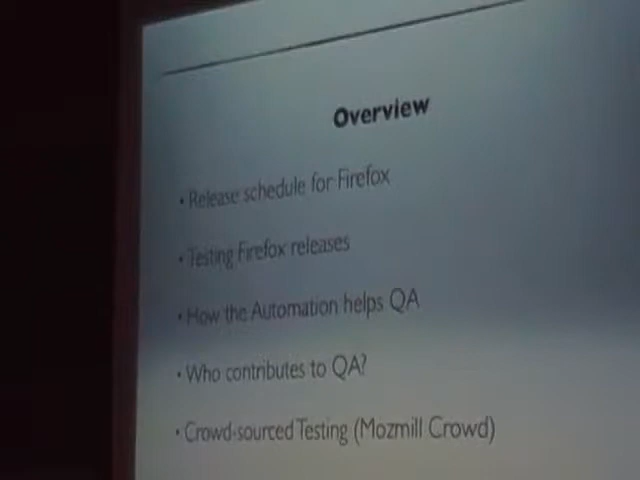 Overview
• Release schedule for Firefox
• Testing Firefox releases
• How the Automation helps QA
• Who contributes to QA?
• Crowd-sourced Testing (Mozmill Crowd)